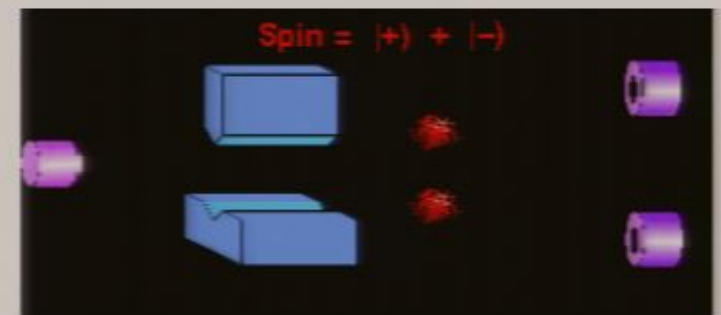 Spin = |+) + |−)